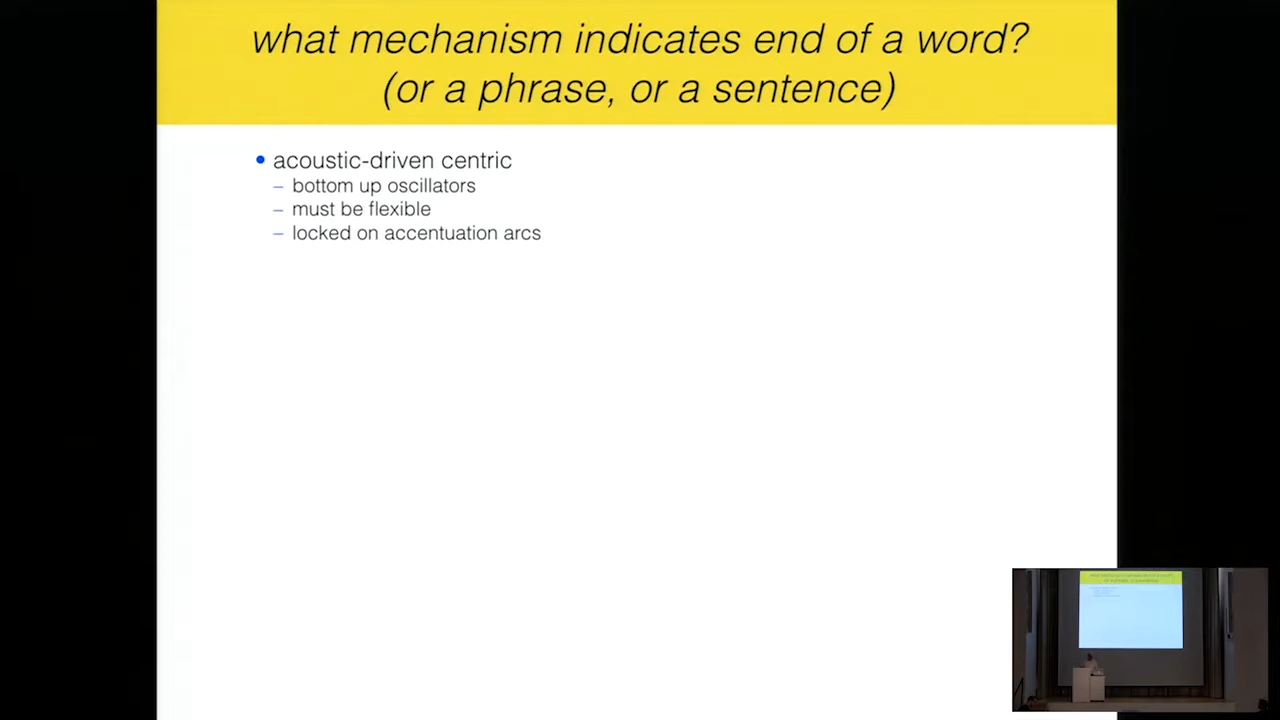 what mechanism indicates end of a word?
(or a phrase, or a sentence)
• acoustic-driven centric
– bottom up oscillators
– must be flexible
– locked on accentuation arcs